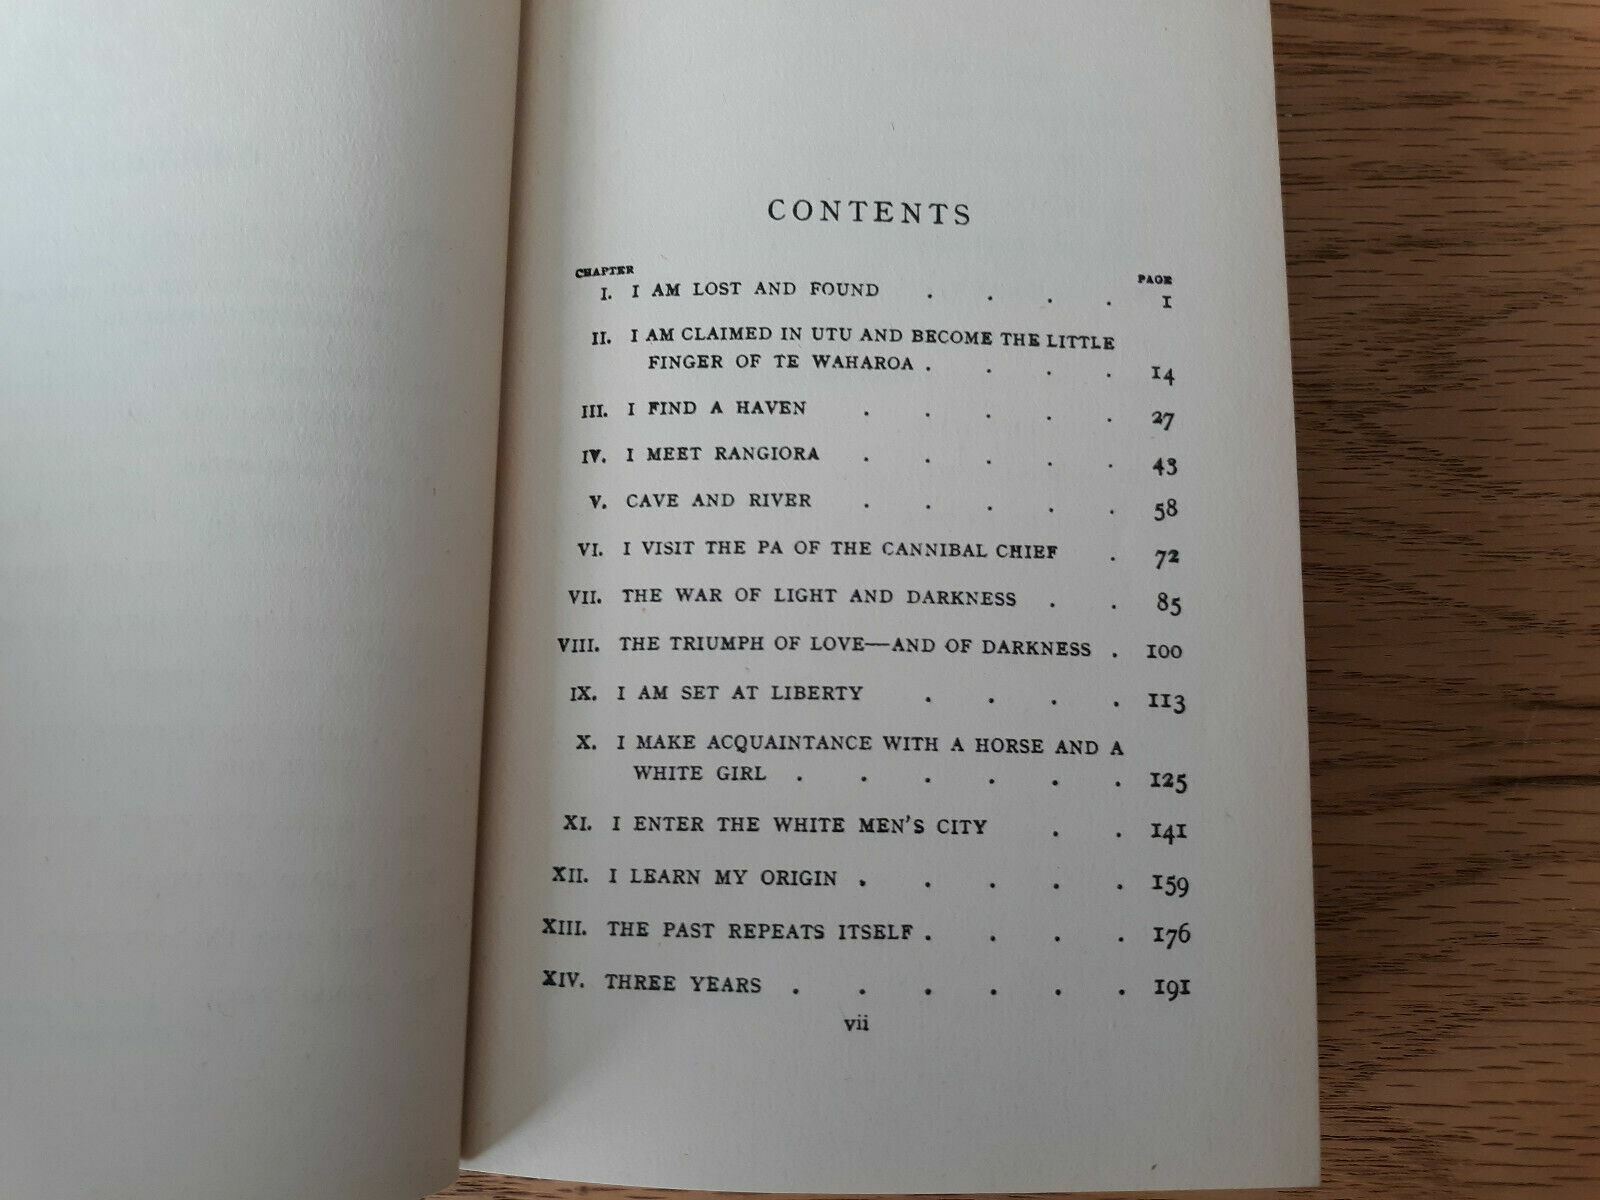 CONTENTS
CHAPTER PAGE
I. I AM LOST AND FOUND . . . . 1
II. I AM CLAIMED IN UTU AND BECOME THE LITTLE
FINGER OF TE WAHAROA . . . . 14
III. I FIND A HAVEN . . . . . 27
IV. I MEET RANGIORA . . . . . 43
V. CAVE AND RIVER . . . . . 58
VI. I VISIT THE PA OF THE CANNIBAL CHIEF . 72
VII. THE WAR OF LIGHT AND DARKNESS . . 85
VIII. THE TRIUMPH OF LOVE—AND OF DARKNESS . 100
IX. I AM SET AT LIBERTY . . . . 113
X. I MAKE ACQUAINTANCE WITH A HORSE AND A
WHITE GIRL . . . . . . 125
XI. I ENTER THE WHITE MEN'S CITY . . 141
XII. I LEARN MY ORIGIN . . . . . 159
XIII. THE PAST REPEATS ITSELF . . . . 176
XIV. THREE YEARS . . . . . . 191
vii